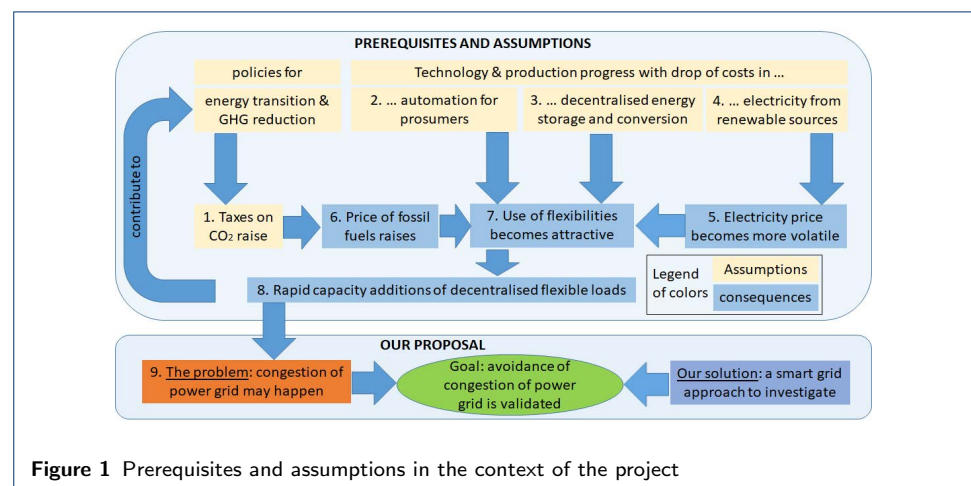 PREREQUISITES AND ASSUMPTIONS
policies for
Technology & production progress with drop of costs in ...
energy transition &
GHG reduction
2. ... automation for
prosumers
3. ... decentralised energy
storage and conversion
4. ... electricity from
renewable sources
contribute to
1. Taxes on
CO₂ raise
6. Price of fossil
fuels raises
7. Use of flexibilities
becomes attractive
5. Electricity price
becomes more volatile
Legend
of colors
Assumptions
consequences
8. Rapid capacity additions of decentralised flexible loads
OUR PROPOSAL
9. The problem: congestion of
power grid may happen
Goal: avoidance of
congestion of power
grid is validated
Our solution: a smart grid
approach to investigate
Figure 1 Prerequisites and assumptions in the context of the project